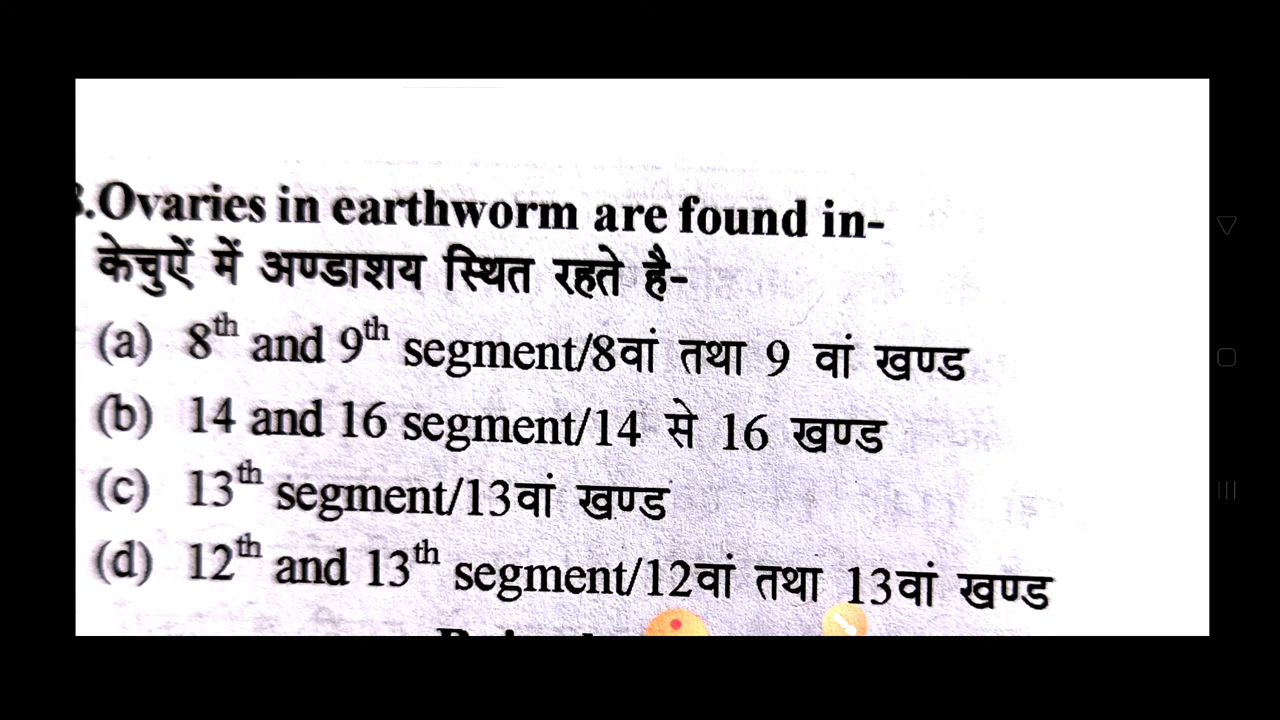 .Ovaries in earthworm are found in-
केचुऐं में अण्डाशय स्थित रहते है-
(a) 8th and 9th segment/8वां तथा 9 वां खण्ड
(b) 14 and 16 segment/14 से 16 खण्ड
(c) 13th segment/13वां खण्ड
(d) 12th and 13th segment/12वां तथा 13वां खण्ड